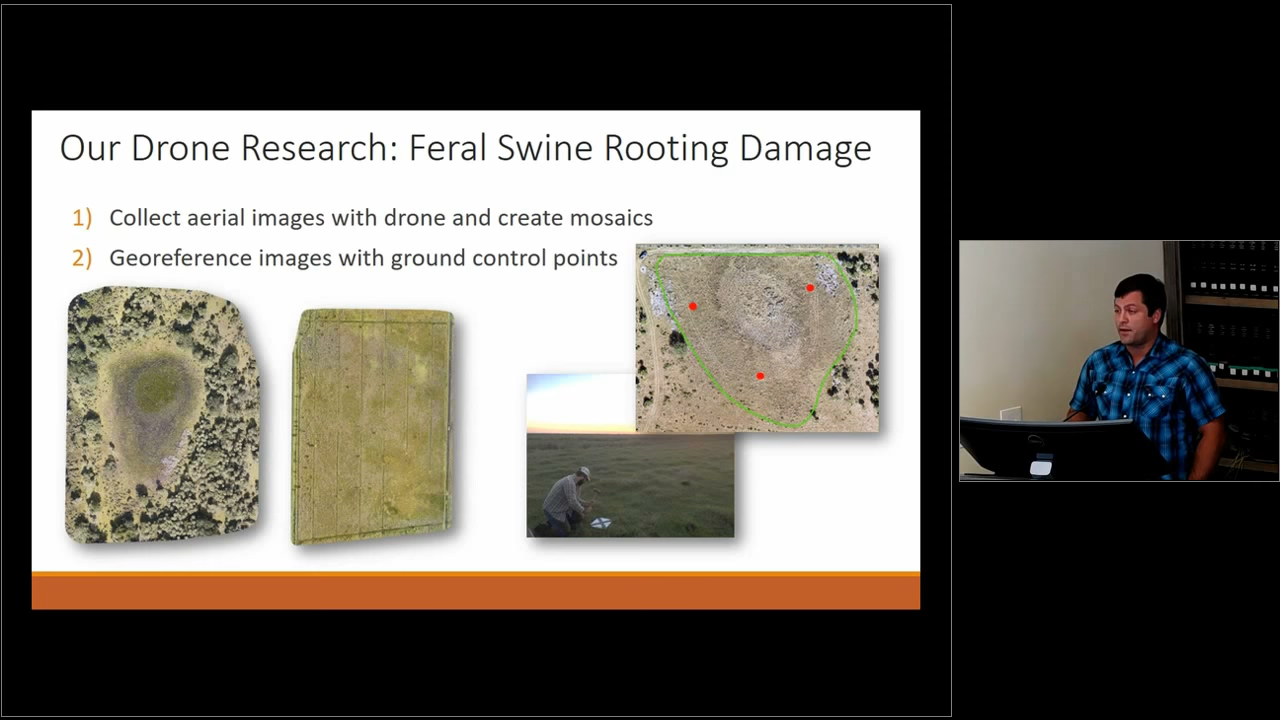 Our Drone Research: Feral Swine Rooting Damage
1) Collect aerial images with drone and create mosaics
2) Georeference images with ground control points